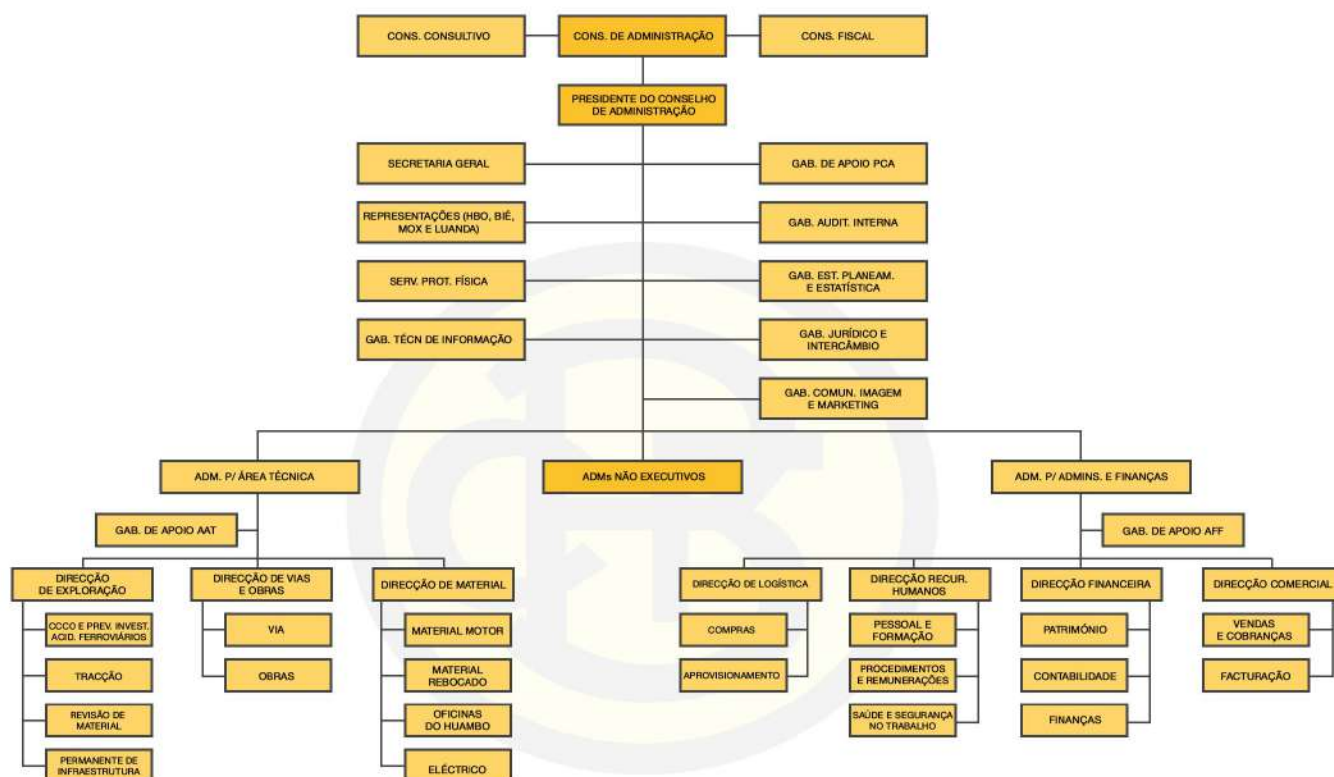 CONS. CONSULTIVO
CONS. DE ADMINISTRAÇÃO
CONS. FISCAL
PRESIDENTE DO CONSELHO
DE ADMINISTRAÇÃO
SECRETARIA GERAL
GAB. DE APOIO PCA
REPRESENTAÇÕES (HBO, BIÉ,
MOX E LUANDA)
GAB. AUDIT. INTERNA
SERV. PROT. FÍSICA
GAB. EST. PLANEAM.
E ESTATÍSTICA
GAB. TÉCN DE INFORMAÇÃO
GAB. JURÍDICO E
INTERCÂMBIO
GAB. COMUN. IMAGEM
E MARKETING
ADM. P/ ÁREA TÉCNICA
ADMs NÃO EXECUTIVOS
ADM. P/ ADMINS. E FINANÇAS
GAB. DE APOIO AAT
GAB. DE APOIO AFF
DIRECÇÃO
DE EXPLORAÇÃO
CCCO E PREV. INVEST.
ACID. FERROVIÁRIOS
TRACÇÃO
REVISÃO DE
MATERIAL
PERMANENTE DE
INFRAESTRUTURA
DIRECÇÃO DE VIAS
E OBRAS
VIA
OBRAS
DIRECÇÃO DE MATERIAL
MATERIAL MOTOR
MATERIAL
REBOCADO
OFICINAS
DO HUAMBO
ELÉCTRICO
DIRECÇÃO DE LOGÍSTICA
COMPRAS
APROVISIONAMENTO
DIRECÇÃO RECUR.
HUMANOS
PESSOAL E
FORMAÇÃO
PROCEDIMENTOS
E REMUNERAÇÕES
SAÚDE E SEGURANÇA
NO TRABALHO
DIRECÇÃO FINANCEIRA
PATRIMÓNIO
CONTABILIDADE
FINANÇAS
DIRECÇÃO COMERCIAL
VENDAS
E COBRANÇAS
FACTURAÇÃO